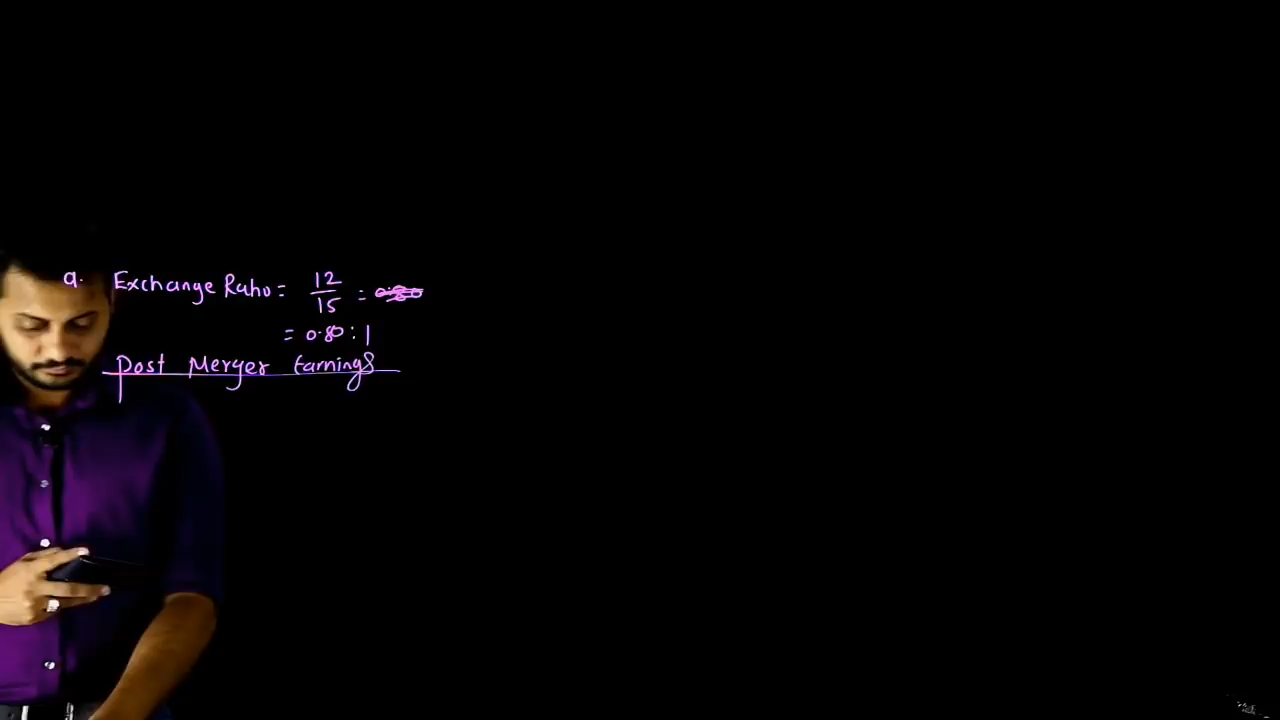 a. Exchange Ratio = 12/15 =
= 0.80 : 1
Post Merger Earnings